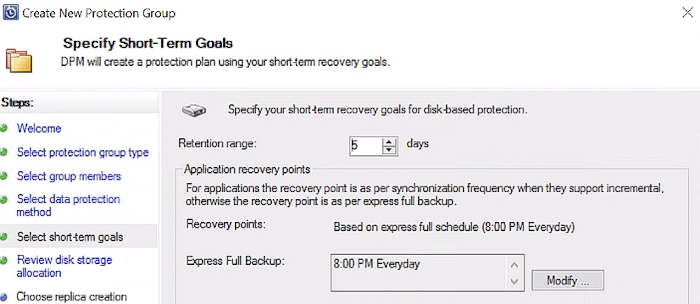 Create New Protection Group
Specify Short-Term Goals
DPM will create a protection plan using your short-term recovery goals.
Steps:
Welcome
Select protection group type
Select group members
Select data protection
method
Select short-term goals
Review disk storage
allocation
Choose replica creation
Specify your short-term recovery goals for disk-based protection.
Retention range: 5 days
Application recovery points
For applications the recovery point is as per synchronization frequency when they support incremental,
otherwise the recovery point is as per express full backup.
Recovery points: Based on express full schedule (8:00 PM Everyday)
Express Full Backup: 8:00 PM Everyday
Modify ...